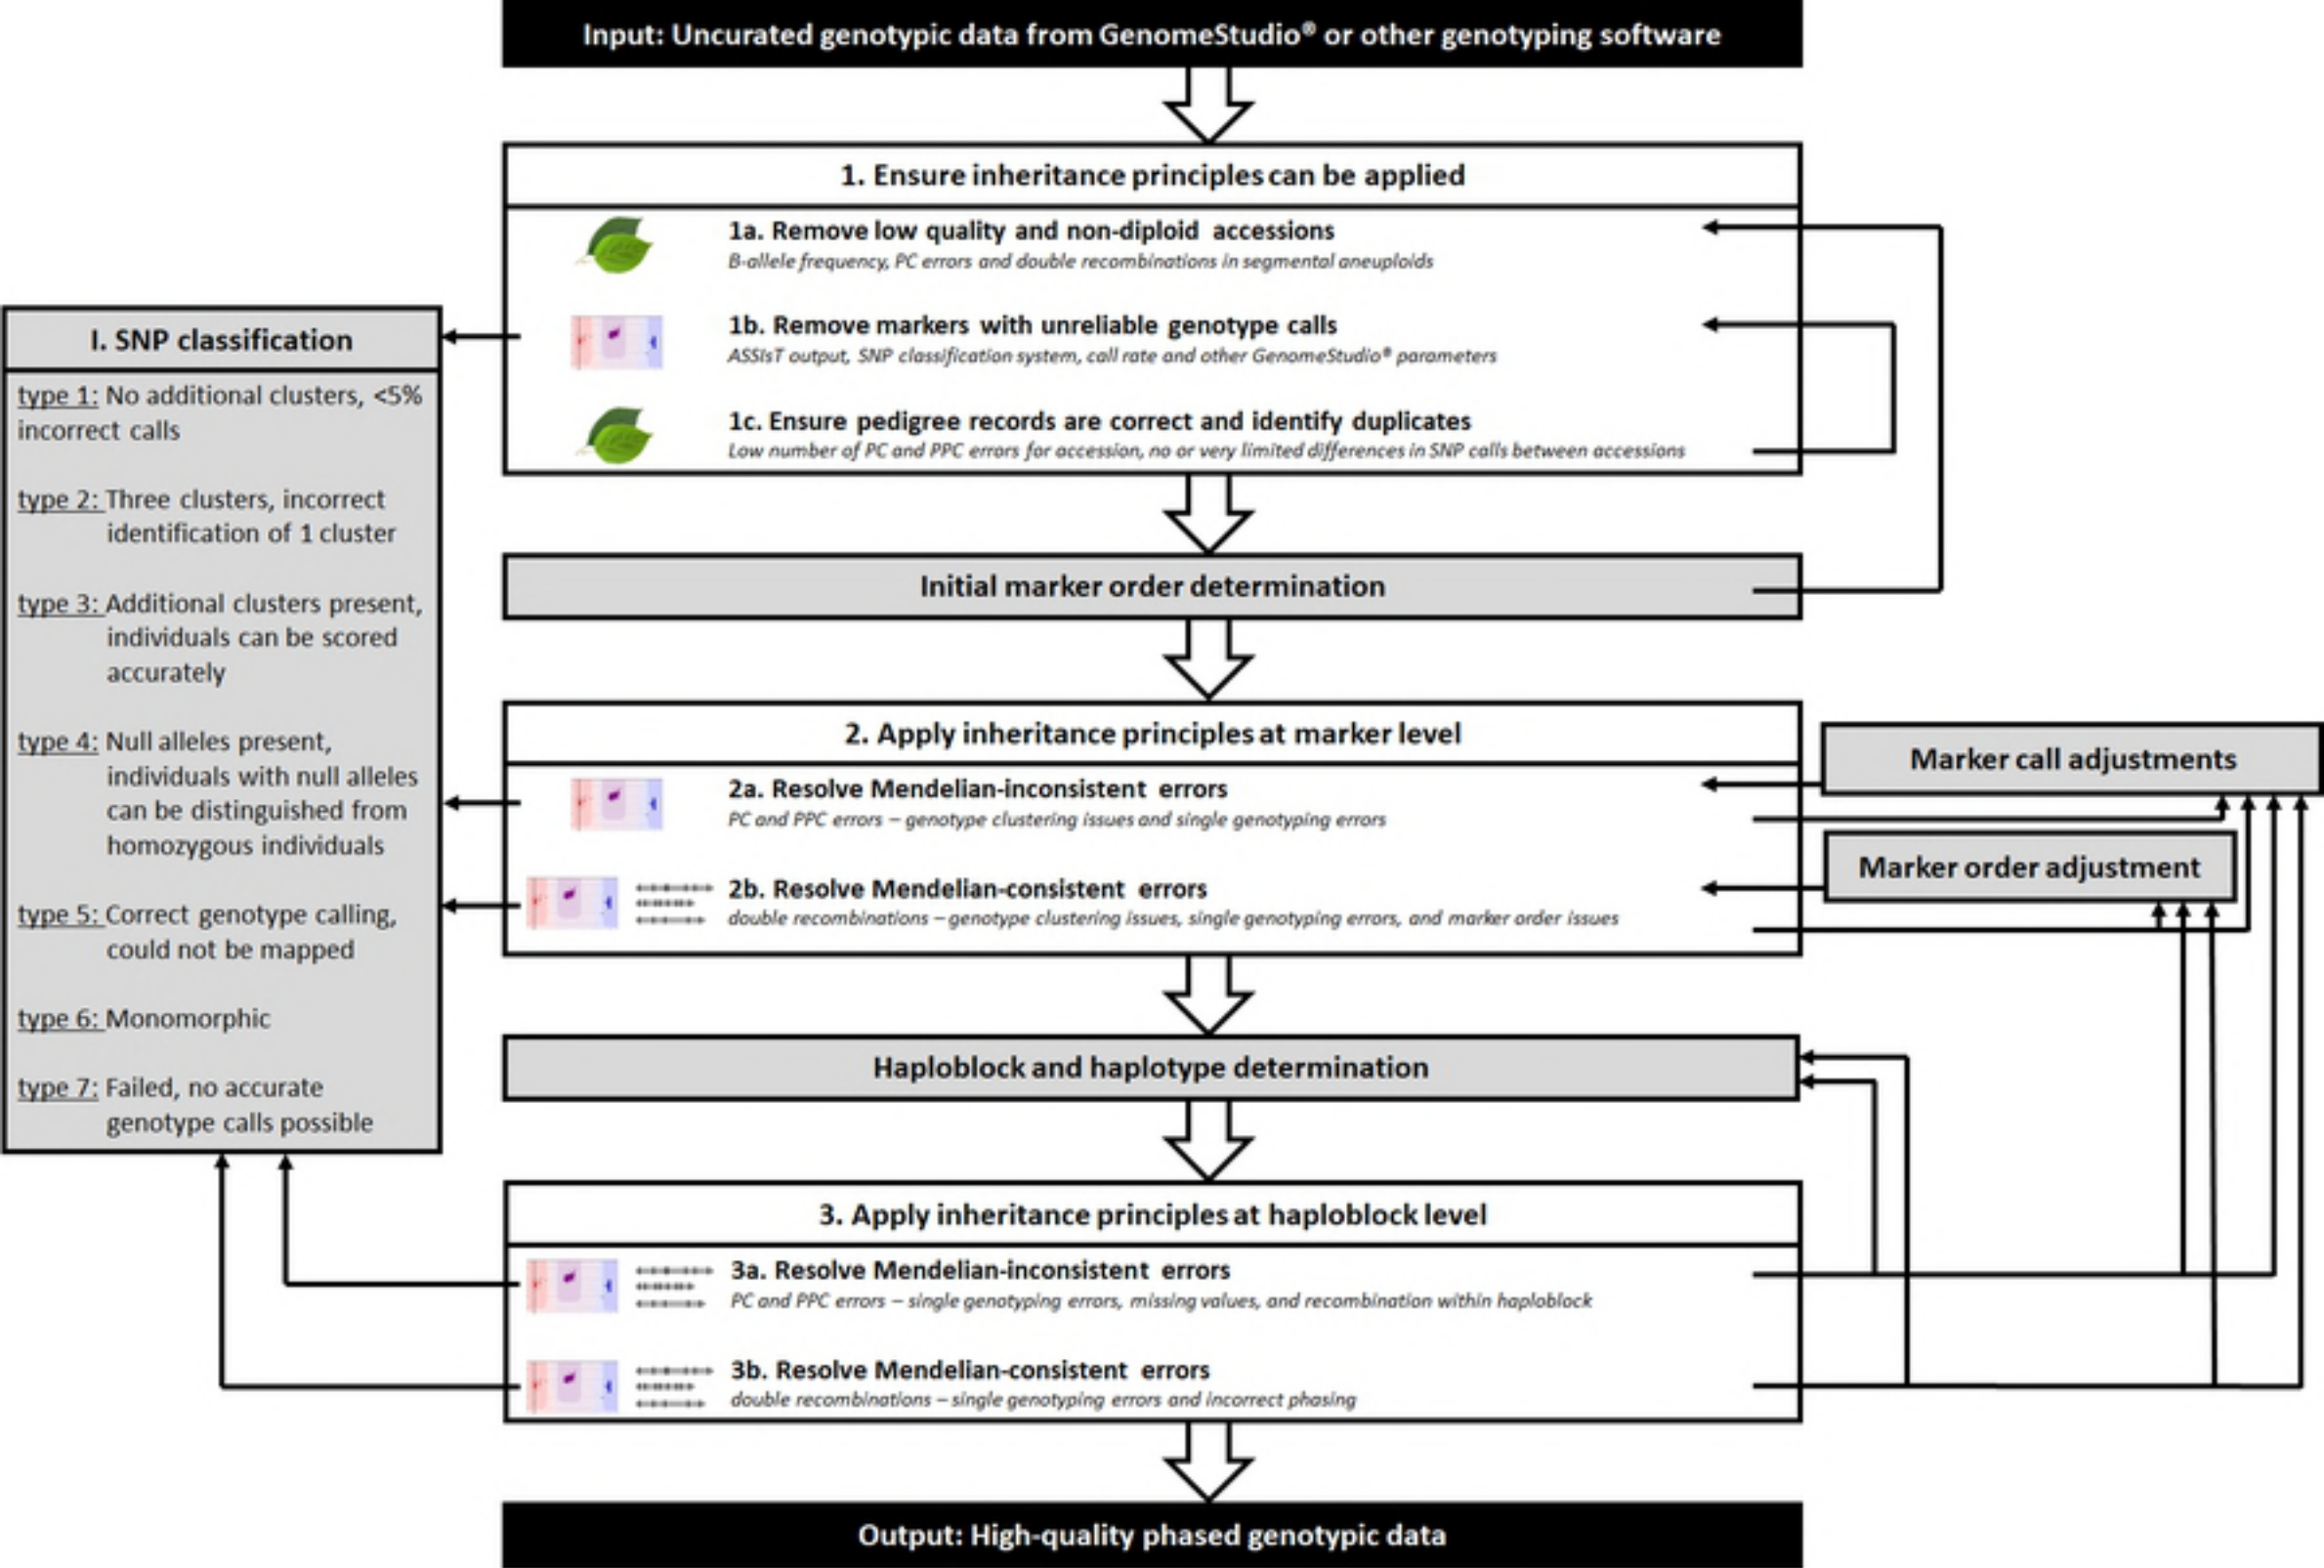 Input: Uncurated genotypic data from GenomeStudio® or other genotyping software
1. Ensure inheritance principles can be applied
1a. Remove low quality and non-diploid accessions
B-allele frequency, PC errors and double recombinations in segmental aneuploids
1b. Remove markers with unreliable genotype calls
ASSIsT output, SNP classification system, call rate and other GenomeStudio® parameters
1c. Ensure pedigree records are correct and identify duplicates
Low number of PC and PPC errors for accession, no or very limited differences in SNP calls between accessions
I. SNP classification
type 1: No additional clusters, <5%
incorrect calls
type 2: Three clusters, incorrect
identification of 1 cluster
type 3: Additional clusters present,
individuals can be scored
accurately
type 4: Null alleles present,
individuals with null alleles
can be distinguished from
homozygous individuals
type 5: Correct genotype calling,
could not be mapped
type 6: Monomorphic
type 7: Failed, no accurate
genotype calls possible
Initial marker order determination
2. Apply inheritance principles at marker level
2a. Resolve Mendelian-inconsistent errors
PC and PPC errors – genotype clustering issues and single genotyping errors
2b. Resolve Mendelian-consistent errors
double recombinations – genotype clustering issues, single genotyping errors, and marker order issues
Marker call adjustments
Marker order adjustment
Haploblock and haplotype determination
3. Apply inheritance principles at haploblock level
3a. Resolve Mendelian-inconsistent errors
PC and PPC errors – single genotyping errors, missing values, and recombination within haploblock
3b. Resolve Mendelian-consistent errors
double recombinations – single genotyping errors and incorrect phasing
Output: High-quality phased genotypic data